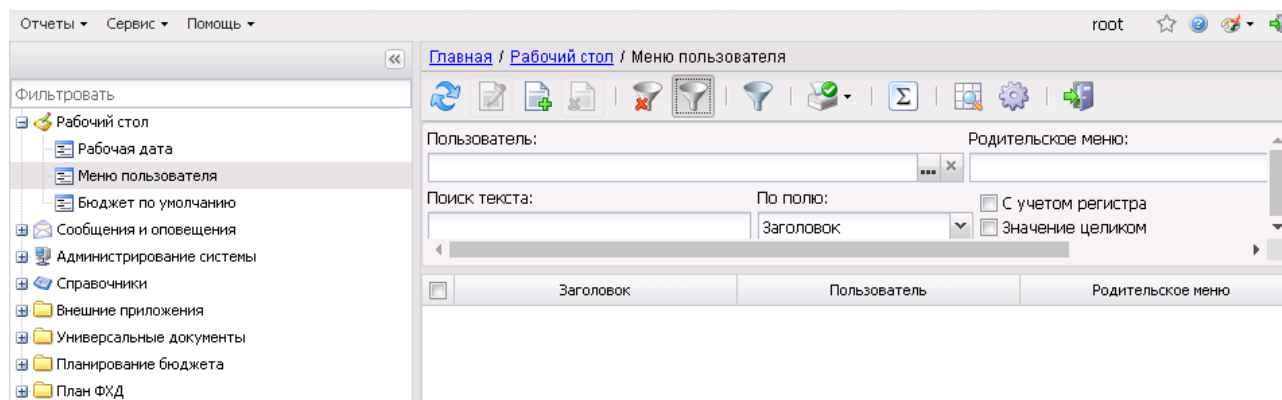 Отчеты Сервис Помощь root
Главная / Рабочий стол / Меню пользователя
Фильтровать
Рабочий стол
Рабочая дата
Меню пользователя
Бюджет по умолчанию
Сообщения и оповещения
Администрирование системы
Справочники
Внешние приложения
Универсальные документы
Планирование бюджета
План ФХД
Пользователь: Родительское меню:
...
Поиск текста: По полю: С учетом регистра
Заголовок Значение целиком
Заголовок Пользователь Родительское меню